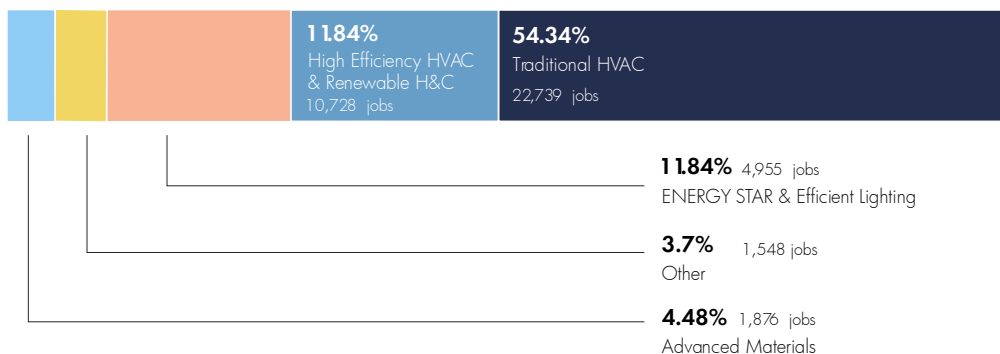 11.84%
High Efficiency HVAC
& Renewable H&C
10,728 jobs
54.34%
Traditional HVAC
22,739 jobs
11.84% 4,955 jobs
ENERGY STAR & Efficient Lighting
3.7% 1,548 jobs
Other
4.48% 1,876 jobs
Advanced Materials